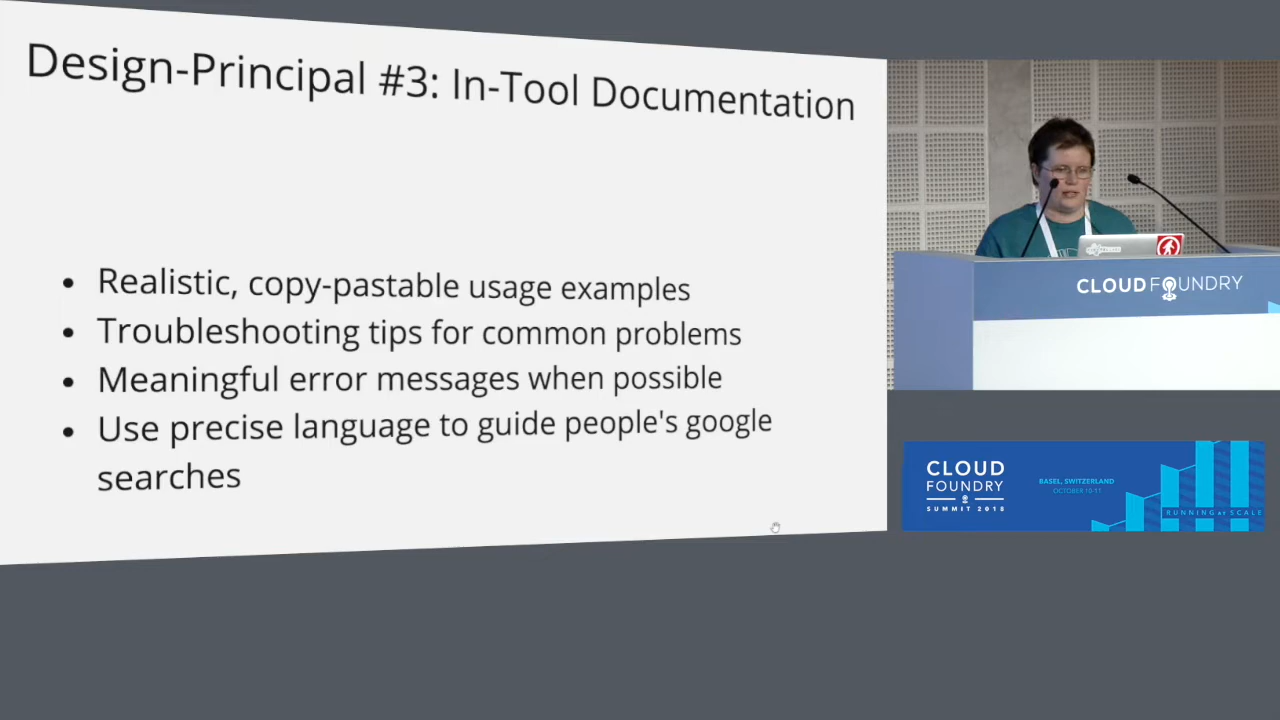 Design-Principal #3: In-Tool Documentation
• Realistic, copy-pastable usage examples
• Troubleshooting tips for common problems
• Meaningful error messages when possible
• Use precise language to guide people's google
searches
CLOUD FOUNDRY
CLOUD
FOUNDRY
SUMMIT 2018
BASEL, SWITZERLAND
OCTOBER 10-11
RUNNING at SCALE